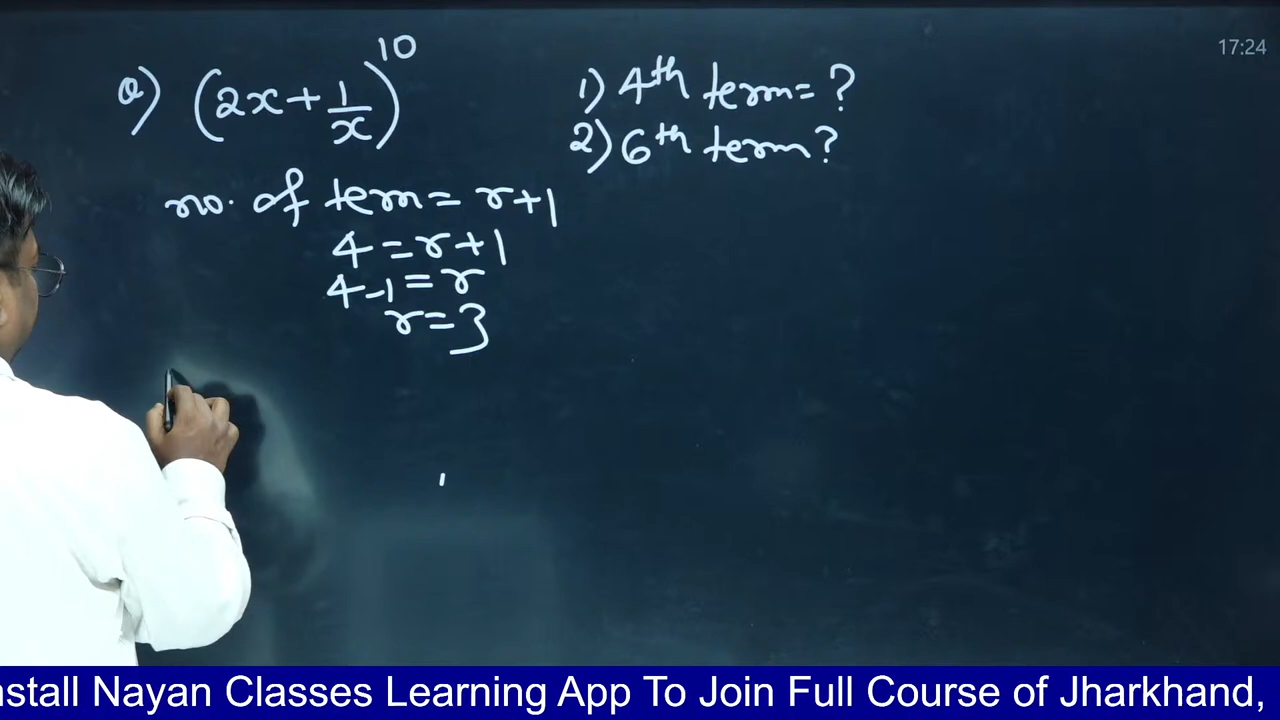 Q) (2x + 1/x)^10
1) 4th term = ?
2) 6th term?
no. of term = r+1
4 = r+1
4-1 = r
r = 3
17:24
nstall Nayan Classes Learning App To Join Full Course of Jharkhand,